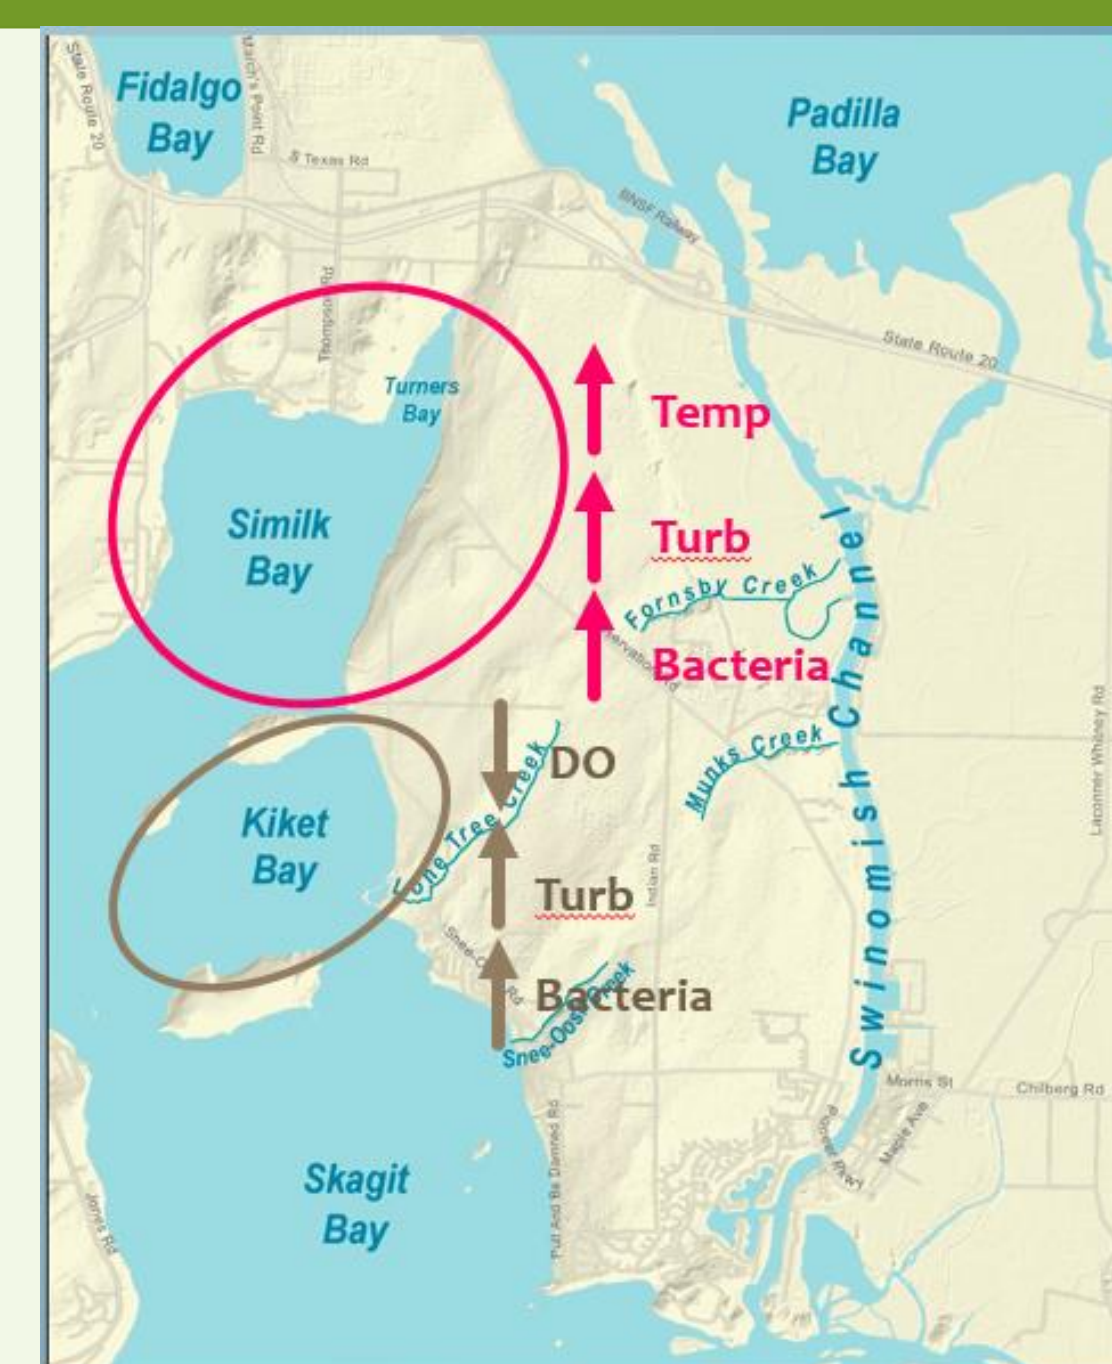 State Route 20
Fidalgo
Bay
March's Point Rd
S Texas Rd
Padilla
Bay
BNSF Railway
Thompson Rd
State Route 20
Turners
Bay
Temp
Similk
Bay
Turb
Fornsby Creek
Bacteria
Swinomish Channel
Munks Creek
Laconner Whitney Rd
DO
Lone Tree Creek
Kiket
Bay
Indian Rd
Turb
Bacteria
Snee-Oosh Creek
Morris St
Chilberg Rd
Maple Ave
Pull And Be Damned Rd
Skagit
Bay
Jones Rd